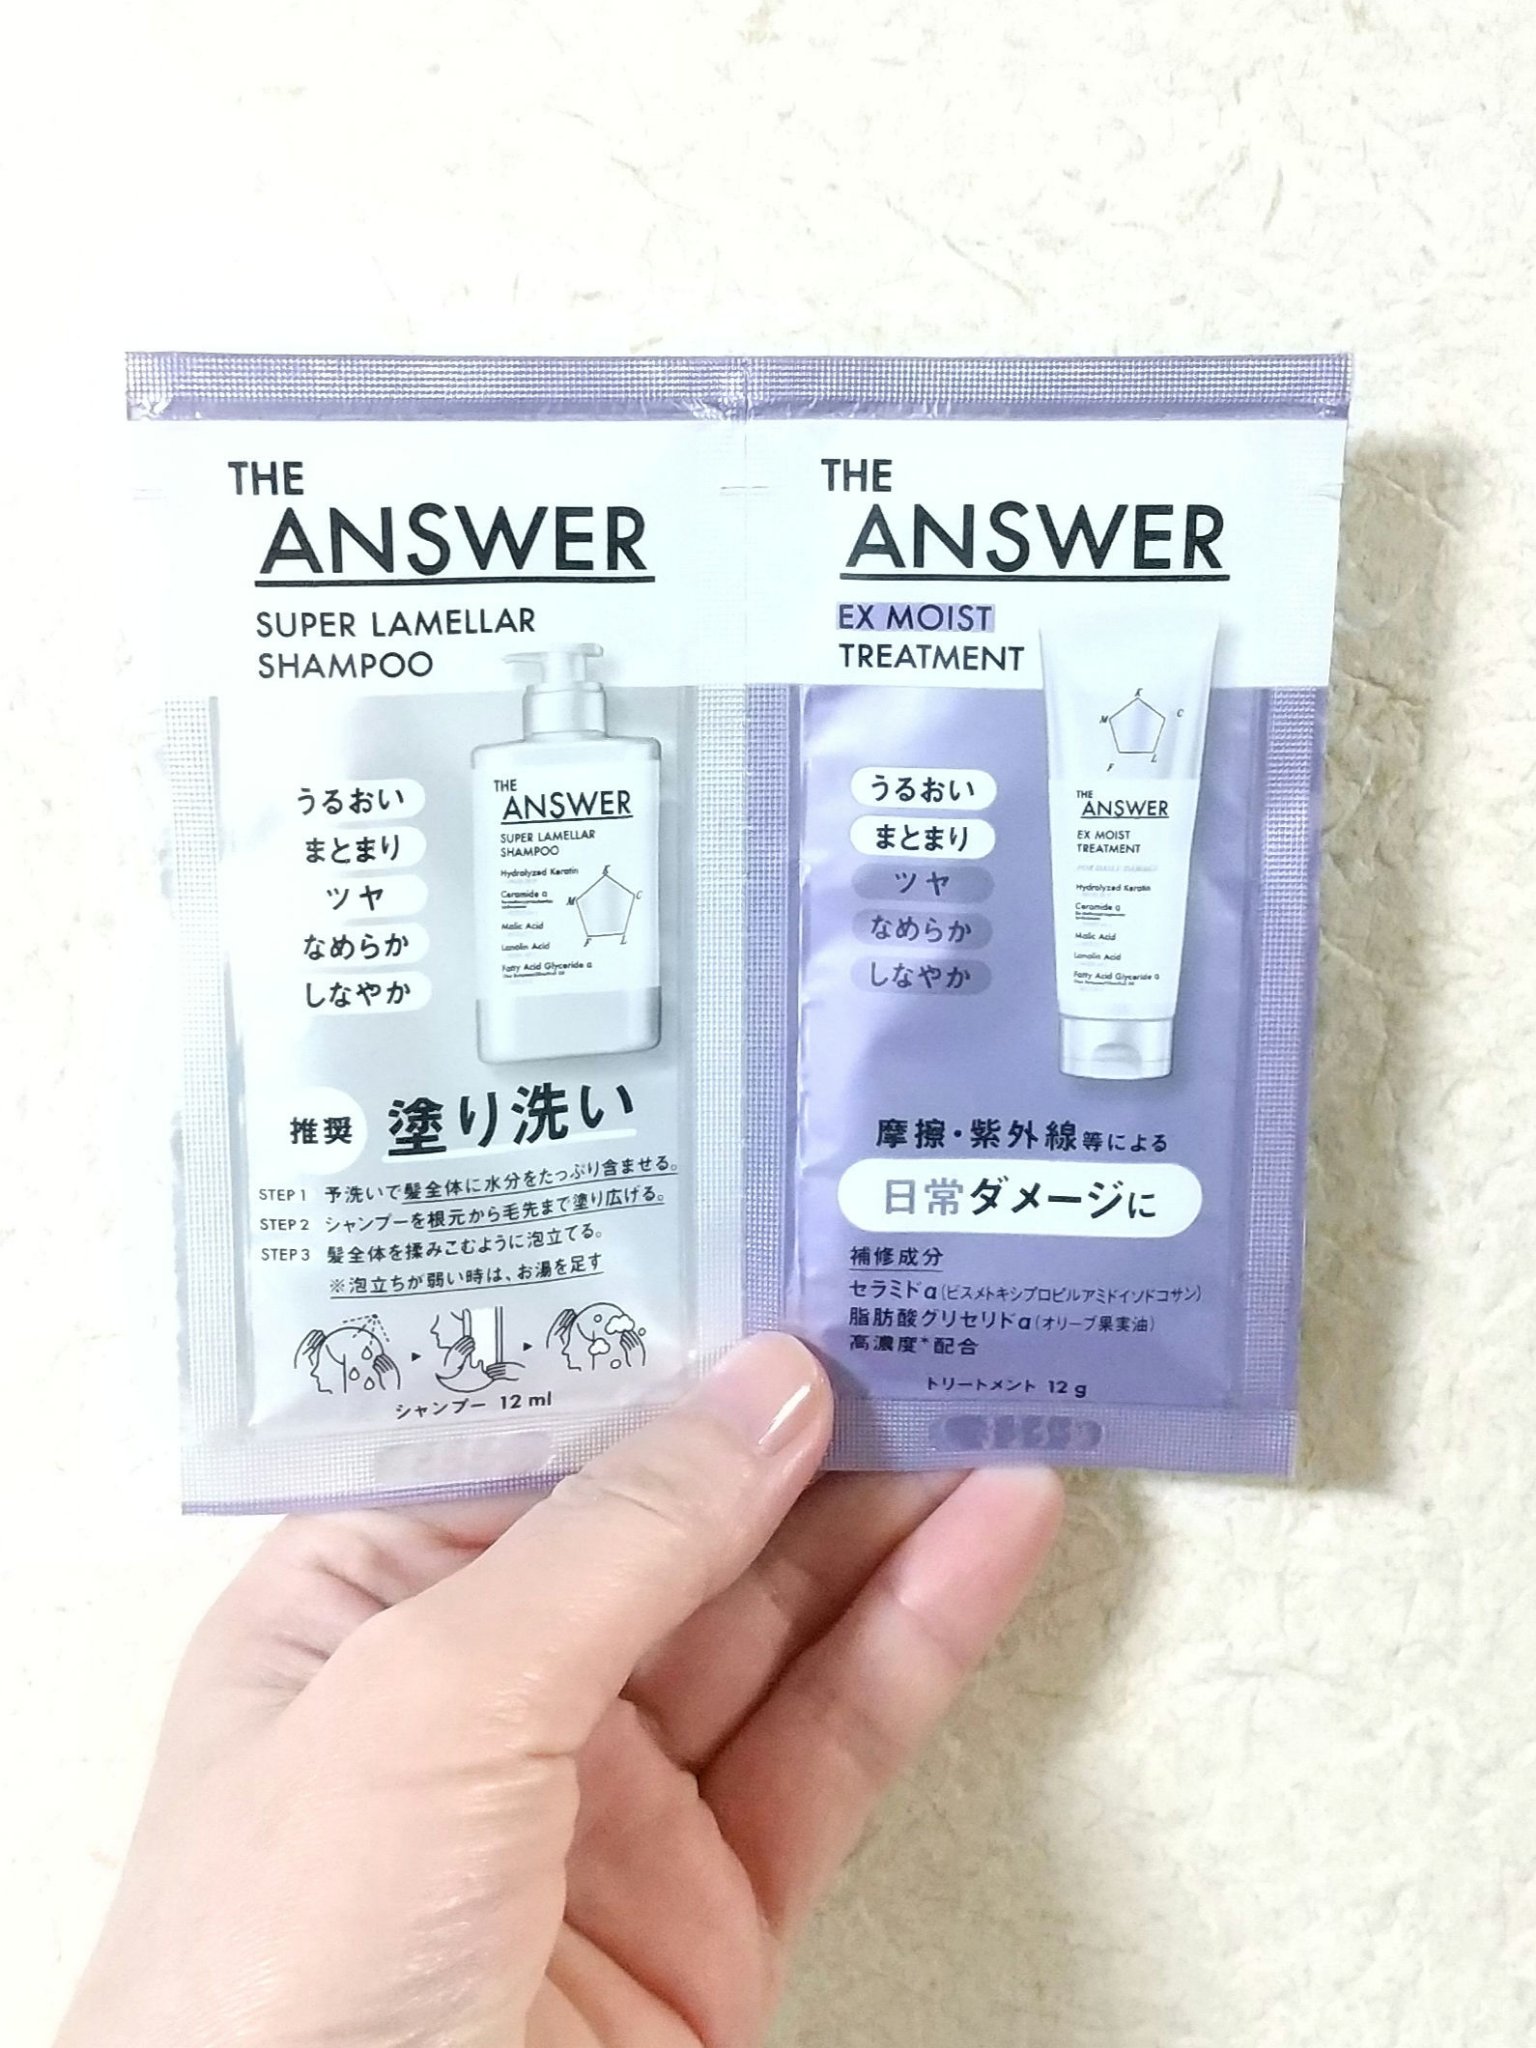 THE
ANSWER
SUPER LAMELLAR
SHAMPOO
うるおい
まとまり
ツヤ
なめらか
しなやか
THE
ANSWER
SUPER LAMELLAR
SHAMPOO
Hydrolyzed Keratin
Ceramide α
Malic Acid
Lanolin Acid
Fatty Acid Glyceride α
K
C
L
F
M
推奨 塗り洗い
STEP 1 予洗いで髪全体に水分をたっぷり含ませる。
STEP 2 シャンプーを根元から毛先まで塗り広げる。
STEP 3 髪全体を揉みこむように泡立てる。
※泡立ちが弱い時は、お湯を足す
シャンプー 12 ml
THE
ANSWER
EX MOIST
TREATMENT
うるおい
まとまり
ツヤ
なめらか
しなやか
K
C
L
F
M
THE
ANSWER
EX MOIST
TREATMENT
FOR DAILY DAMAGE
Hydrolyzed Keratin
Ceramide α
Malic Acid
Lanolin Acid
Fatty Acid Glyceride α
摩擦・紫外線等による
日常ダメージに
補修成分
セラミドα(ビスメトキシプロピルアミドイソドコサン)
脂肪酸グリセリドα(オリーブ果実油)
高濃度*配合
トリートメント 12 g